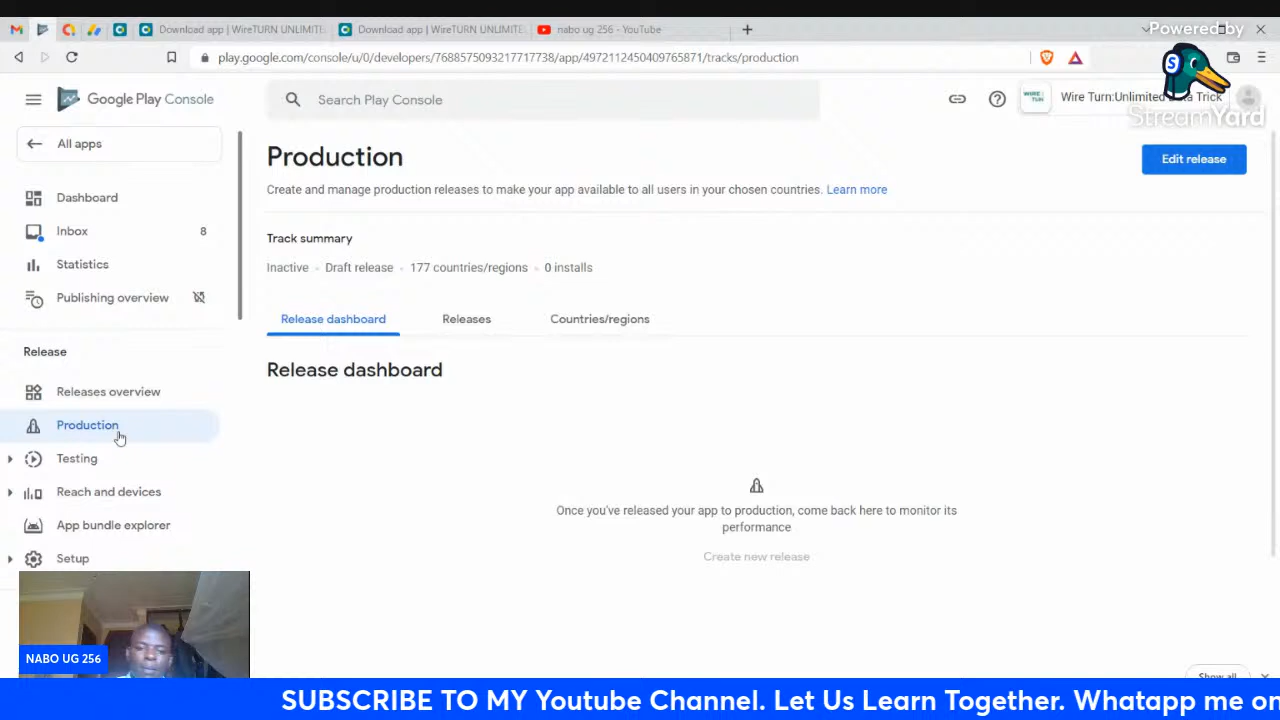 Download app | WireTURN UNLIMITE
Download app | WireTURN UNLIMITE
nabo ug 256 - YouTube
Powered by
play.google.com/console/u/0/developers/7688575093217717738/app/4972112450409765871/tracks/production
Google Play Console
Search Play Console
WIRE TUN
Wire Turn:Unlimited Data Trick
StreamYard
All apps
Production
Edit release
Create and manage production releases to make your app available to all users in your chosen countries. Learn more
Dashboard
Inbox 8
Statistics
Publishing overview
Track summary
Inactive • Draft release • 177 countries/regions • 0 installs
Release dashboard
Releases
Countries/regions
Release
Releases overview
Production
Testing
Reach and devices
App bundle explorer
Setup
Release dashboard
Once you've released your app to production, come back here to monitor its
performance
Create new release
NABO UG 256
Show all
SUBSCRIBE TO MY Youtube Channel. Let Us Learn Together. Whatapp me on